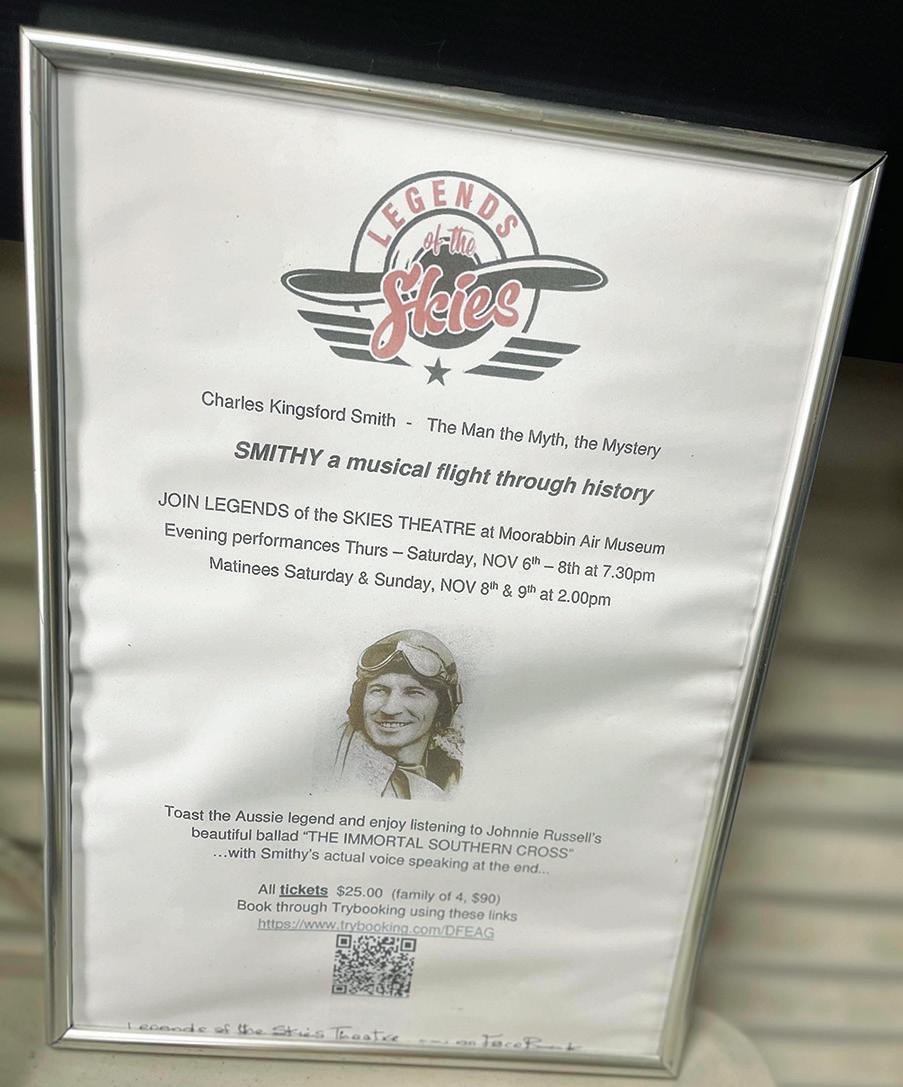 LEGENDS
of the
Skies
Charles Kingsford Smith - The Man the Myth, the Mystery
SMITHY a musical flight through history
JOIN LEGENDS of the SKIES THEATRE at Moorabbin Air Museum
Evening performances Thurs – Saturday, NOV 6th – 8th at 7.30pm
Matinees Saturday & Sunday, NOV 8th & 9th at 2.00pm
Toast the Aussie legend and enjoy listening to Johnnie Russell's
beautiful ballad "THE IMMORTAL SOUTHERN CROSS"
...with Smithy's actual voice speaking at the end...
All tickets $25.00 (family of 4, $90)
Book through Trybooking using these links
https://www.trybooking.com/DFEAG
Legends of the Skies Theatre ... on FaceBook